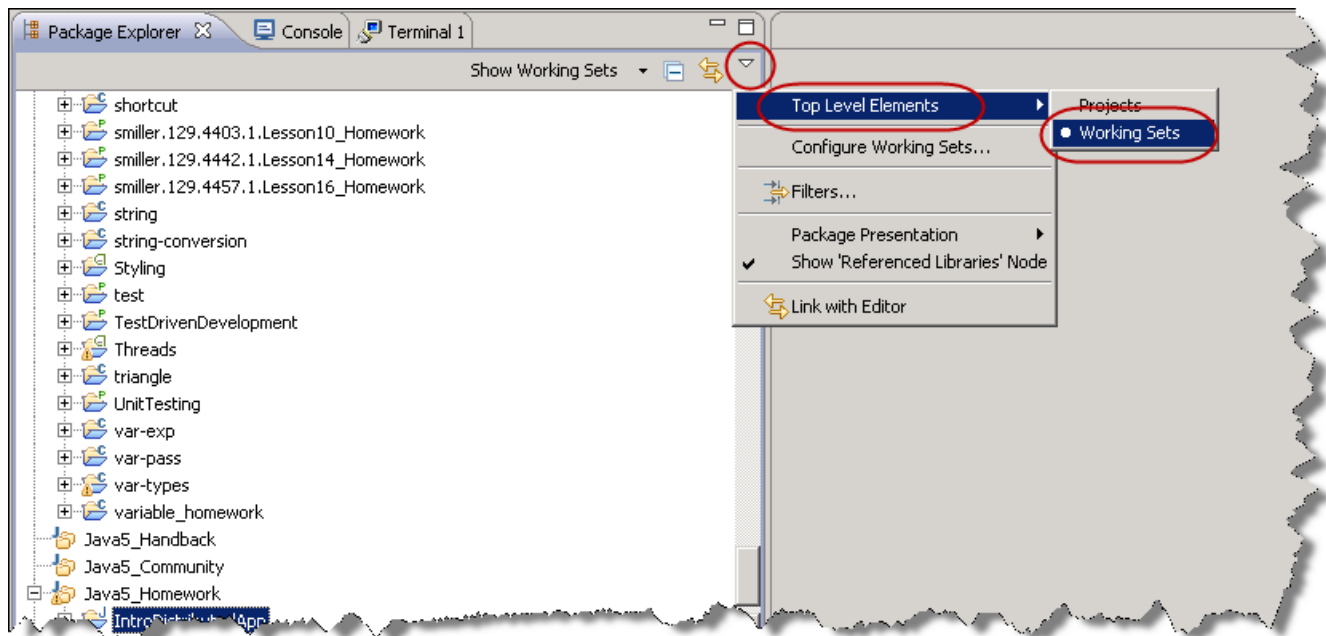 Package Explorer Console Terminal 1
Show Working Sets
shortcut
smiller.129.4403.1.Lesson10_Homework
smiller.129.4442.1.Lesson14_Homework
smiller.129.4457.1.Lesson16_Homework
string
string-conversion
Styling
test
TestDrivenDevelopment
Threads
triangle
UnitTesting
var-exp
var-pass
var-types
variable_homework
Java5_Handback
Java5_Community
Java5_Homework
IntroDistributedApp
Top Level Elements
Configure Working Sets...
Filters...
Package Presentation
Show 'Referenced Libraries' Node
Link with Editor
Projects
Working Sets